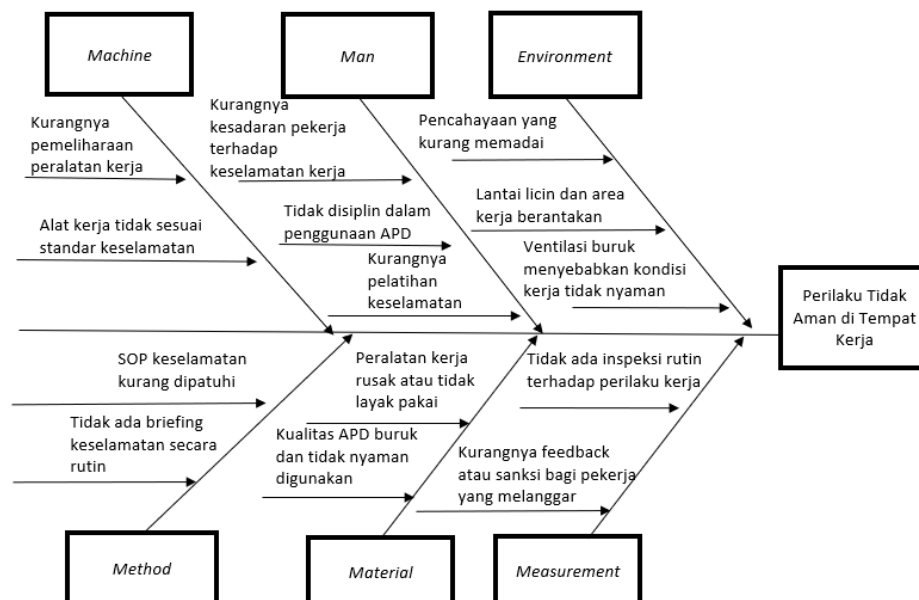 Machine
Man
Environment
Kurangnya
pemeliharaan
peralatan kerja
Alat kerja tidak sesuai
standar keselamatan
Kurangnya
kesadaran pekerja
terhadap
keselamatan kerja
Tidak disiplin dalam
penggunaan APD
Kurangnya
pelatihan
keselamatan
Pencahayaan yang
kurang memadai
Lantai licin dan area
kerja berantakan
Ventilasi buruk
menyebabkan kondisi
kerja tidak nyaman
Perilaku Tidak
Aman di Tempat
Kerja
SOP keselamatan
kurang dipatuhi
Tidak ada briefing
keselamatan secara
rutin
Peralatan kerja
rusak atau tidak
layak pakai
Kualitas APD buruk
dan tidak nyaman
digunakan
Tidak ada inspeksi rutin
terhadap perilaku kerja
Kurangnya feedback
atau sanksi bagi pekerja
yang melanggar
Method
Material
Measurement